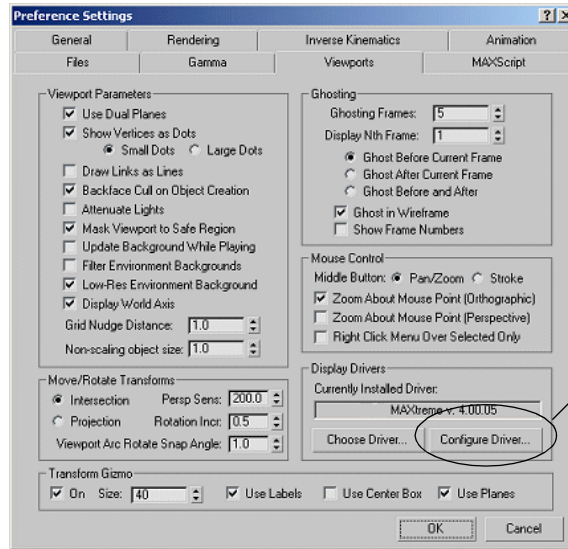 Preference Settings
General Rendering Inverse Kinematics Animation
Files Gamma Viewports MAXScript
Viewport Parameters
Use Dual Planes
Show Vertices as Dots
Small Dots Large Dots
Draw Links as Lines
Backface Cull on Object Creation
Attenuate Lights
Mask Viewport to Safe Region
Update Background While Playing
Filter Environment Backgrounds
Low-Res Environment Background
Display World Axis
Grid Nudge Distance: 1.0
Non-scaling object size: 1.0
Ghosting
Ghosting Frames: 5
Display Nth Frame: 1
Ghost Before Current Frame
Ghost After Current Frame
Ghost Before and After
Ghost in Wireframe
Show Frame Numbers
Mouse Control
Middle Button: Pan/Zoom Stroke
Zoom About Mouse Point (Orthographic)
Zoom About Mouse Point (Perspective)
Right Click Menu Over Selected Only
Move/Rotate Transforms
Intersection Persp Sens: 200.0
Projection Rotation Incr: 0.5
Viewport Arc Rotate Snap Angle: 1.0
Display Drivers
Currently Installed Driver:
MAXtreme v. 4.00.05
Choose Driver... Configure Driver...
Transform Gizmo
On Size: 40 Use Labels Use Center Box Use Planes
OK Cancel